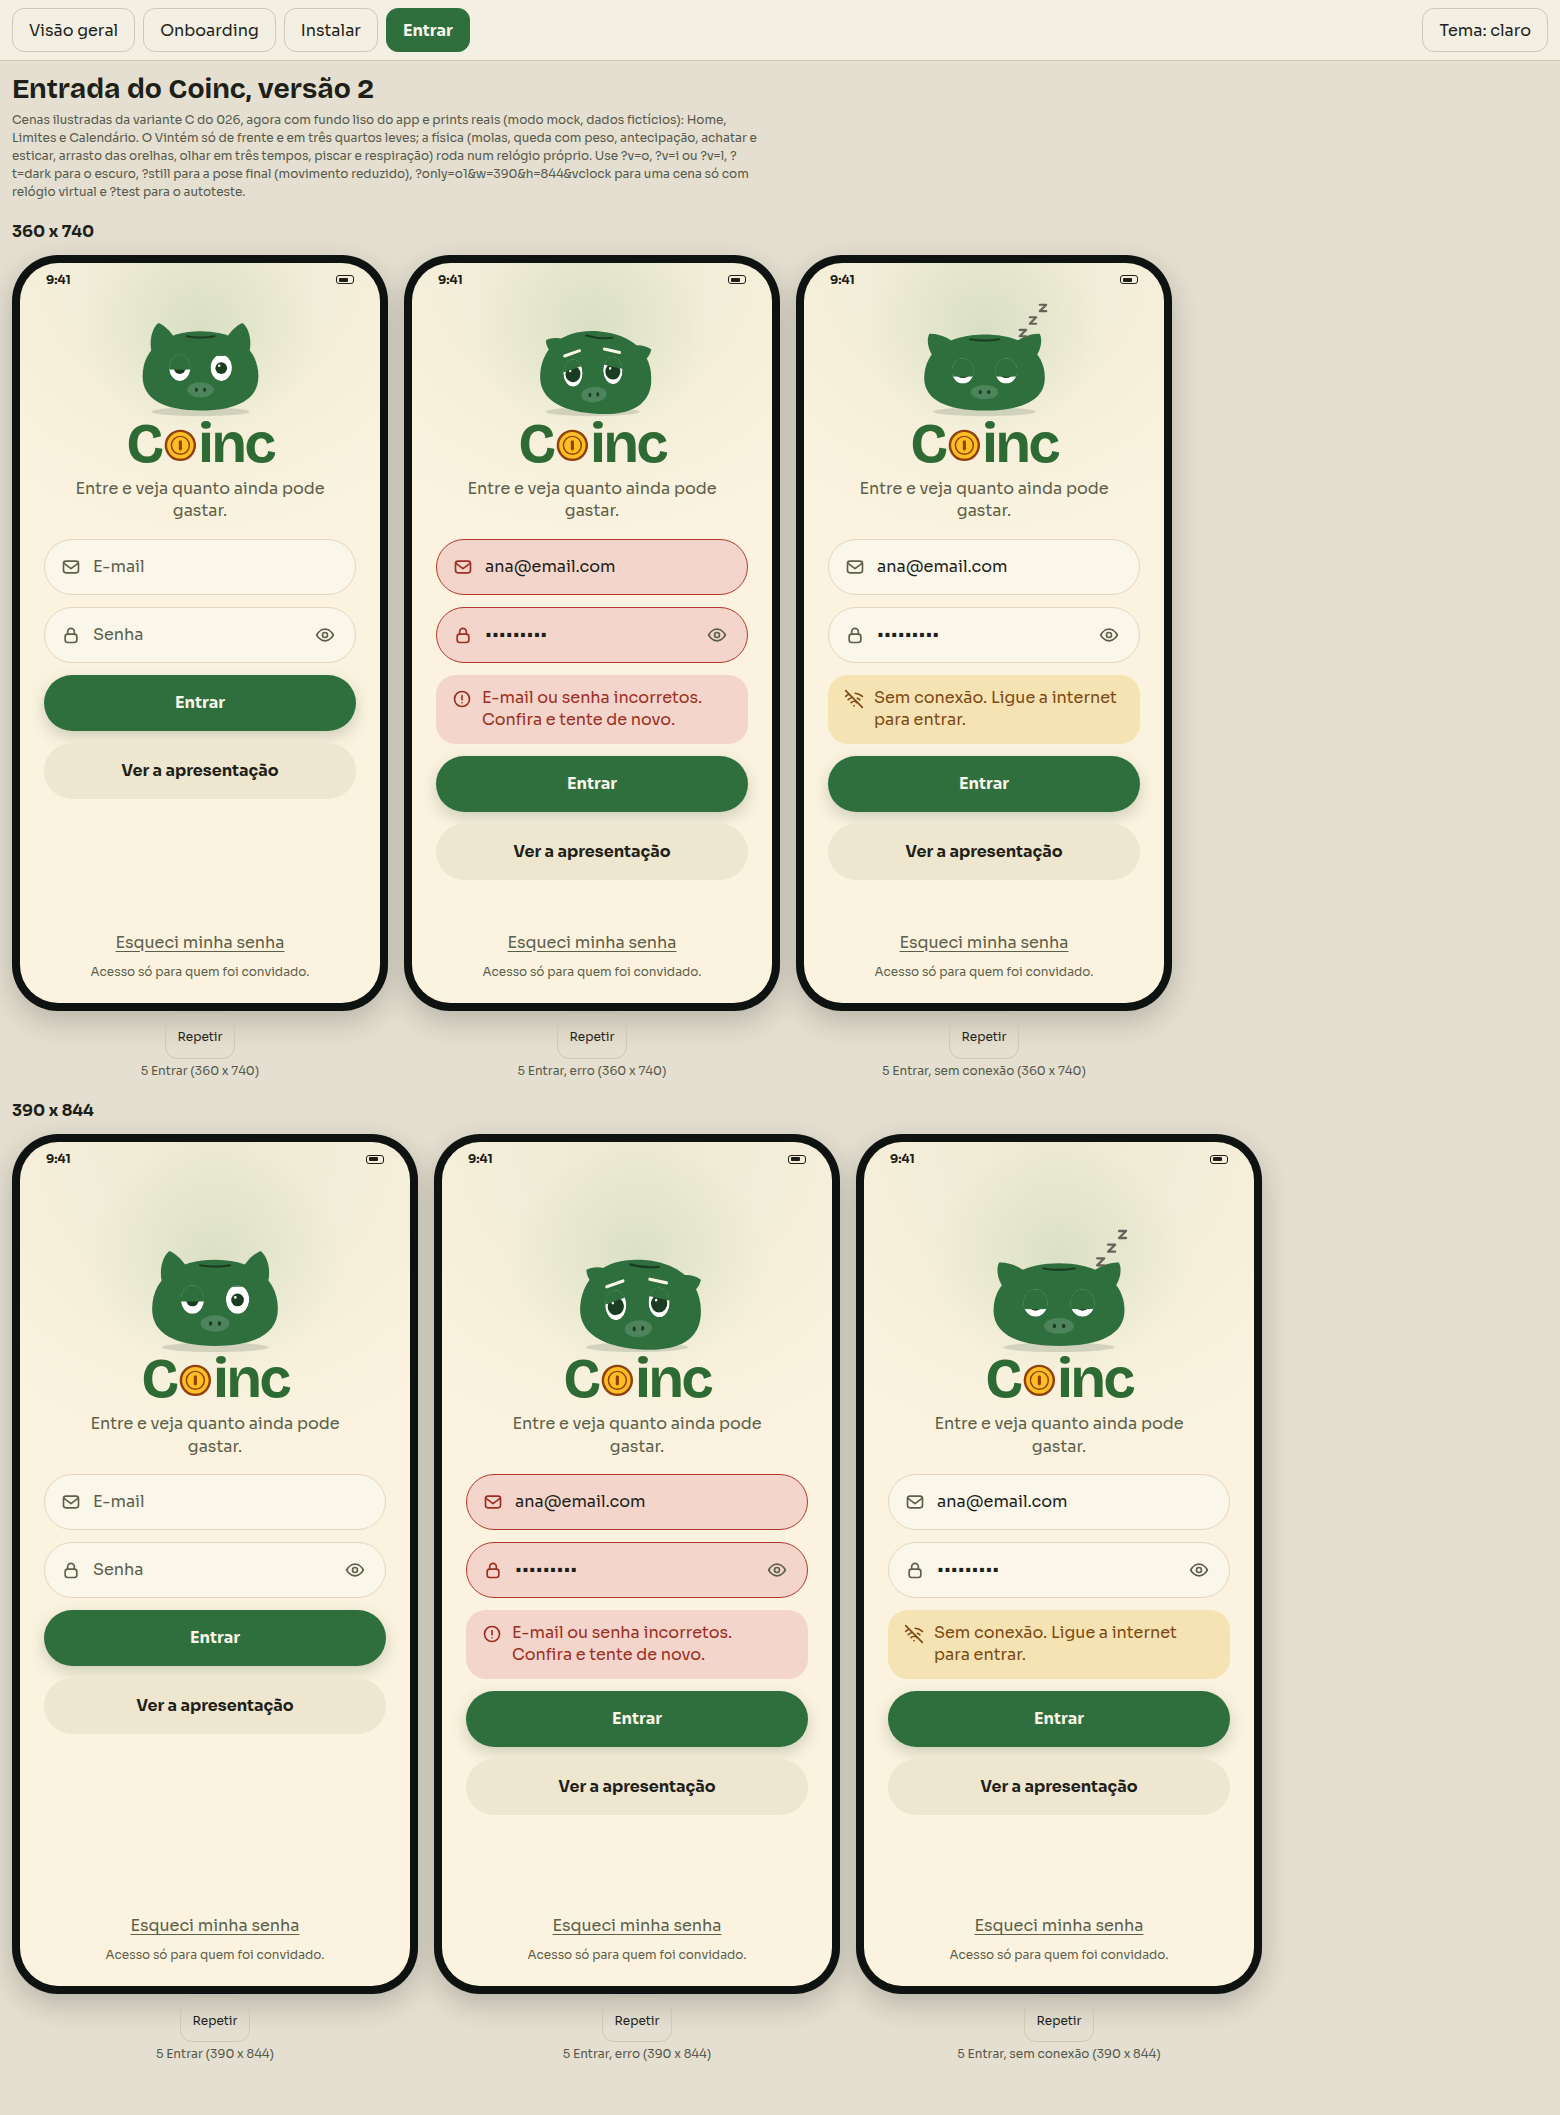 Visão geral
Onboarding
Instalar
Entrar
Tema: claro
Entrada do Coinc, versão 2
Cenas ilustradas da variante C do 026, agora com fundo liso do app e prints reais (modo mock, dados fictícios): Home,
Limites e Calendário. O Vintém só de frente e em três quartos leves; a física (molas, queda com peso, antecipação, achatar e
esticar, arrasto das orelhas, olhar em três tempos, piscar e respiração) roda num relógio próprio. Use ?v=o, ?v=i ou ?v=l, ?
t=dark para o escuro, ?still para a pose final (movimento reduzido), ?only=o1&w=390&h=844&vclock para uma cena só com
relógio virtual e ?test para o autoteste.
360 x 740
9:41
Coinc
Entre e veja quanto ainda pode
gastar.
E-mail
Senha
Entrar
Ver a apresentação
Esqueci minha senha
Acesso só para quem foi convidado.
Repetir
5 Entrar (360 x 740)
9:41
Coinc
Entre e veja quanto ainda pode
gastar.
ana@email.com
•••••••••
E-mail ou senha incorretos.
Confira e tente de novo.
Entrar
Ver a apresentação
Esqueci minha senha
Acesso só para quem foi convidado.
Repetir
5 Entrar, erro (360 x 740)
9:41
z z z
Coinc
Entre e veja quanto ainda pode
gastar.
ana@email.com
•••••••••
Sem conexão. Ligue a internet
para entrar.
Entrar
Ver a apresentação
Esqueci minha senha
Acesso só para quem foi convidado.
Repetir
5 Entrar, sem conexão (360 x 740)
390 x 844
9:41
Coinc
Entre e veja quanto ainda pode
gastar.
E-mail
Senha
Entrar
Ver a apresentação
Esqueci minha senha
Acesso só para quem foi convidado.
Repetir
5 Entrar (390 x 844)
9:41
Coinc
Entre e veja quanto ainda pode
gastar.
ana@email.com
•••••••••
E-mail ou senha incorretos.
Confira e tente de novo.
Entrar
Ver a apresentação
Esqueci minha senha
Acesso só para quem foi convidado.
Repetir
5 Entrar, erro (390 x 844)
9:41
z z z
Coinc
Entre e veja quanto ainda pode
gastar.
ana@email.com
•••••••••
Sem conexão. Ligue a internet
para entrar.
Entrar
Ver a apresentação
Esqueci minha senha
Acesso só para quem foi convidado.
Repetir
5 Entrar, sem conexão (390 x 844)